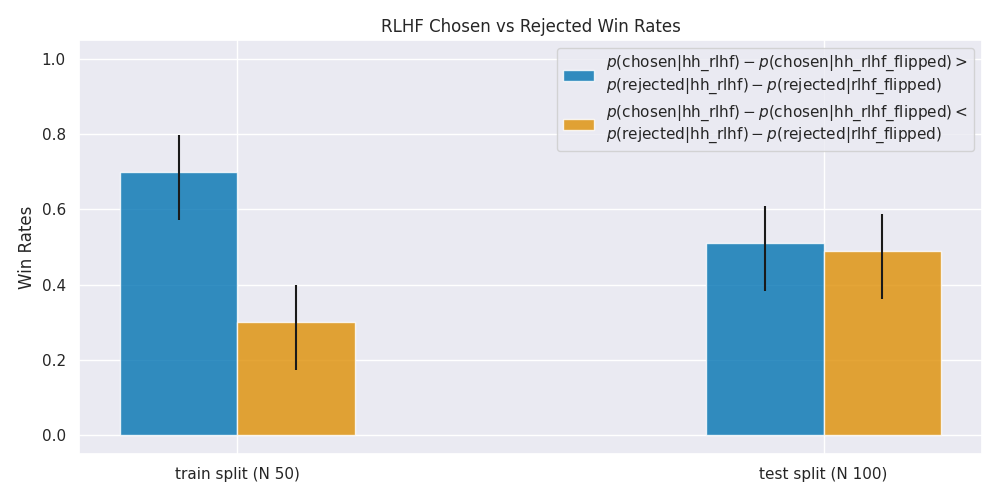 RLHF Chosen vs Rejected Win Rates
p(chosen|hh_rlhf) − p(chosen|hh_rlhf_flipped) >
p(rejected|hh_rlhf) − p(rejected|rlhf_flipped)
p(chosen|hh_rlhf) − p(chosen|hh_rlhf_flipped) <
p(rejected|hh_rlhf) − p(rejected|rlhf_flipped)
Win Rates
1.0
0.8
0.6
0.4
0.2
0.0
train split (N 50)
test split (N 100)